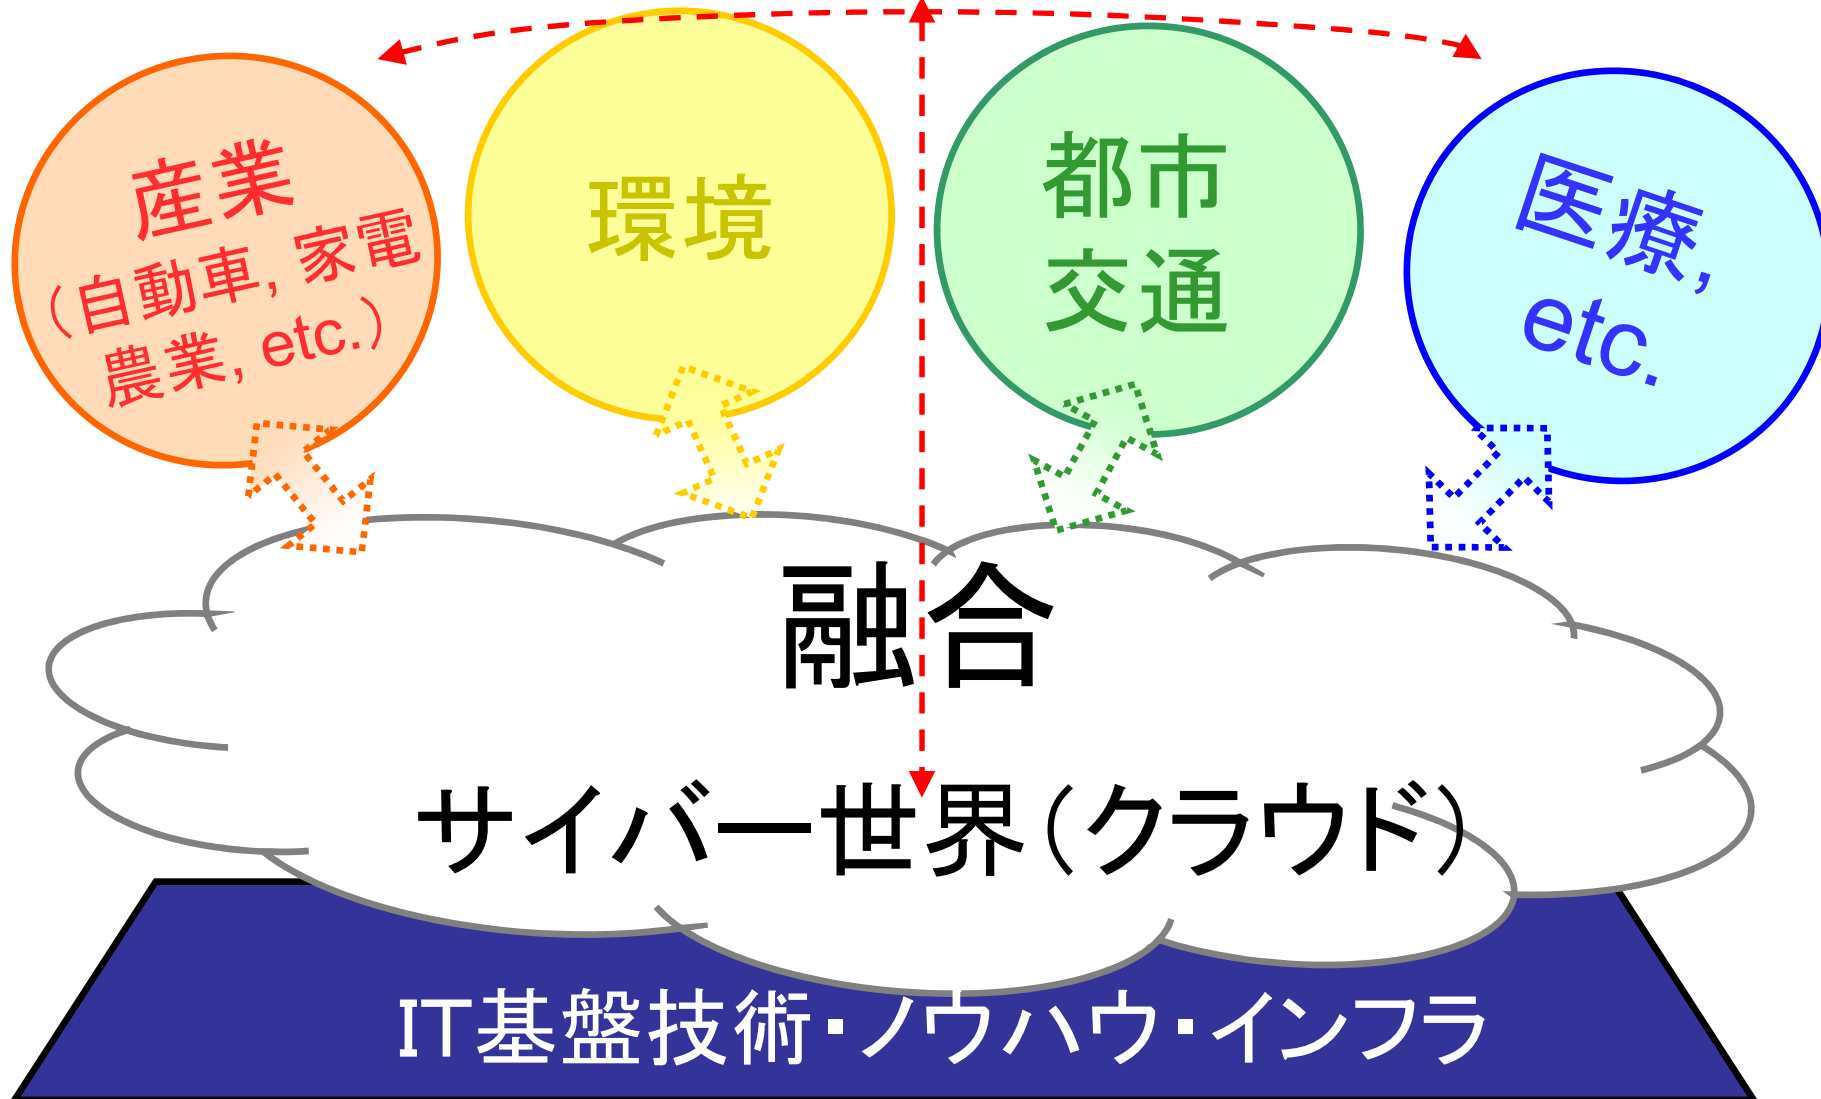 産業
（自動車, 家電
農業, etc.）
環境
都市
交通
医療,
etc.
融合
サイバー世界（クラウド）
IT基盤技術・ノウハウ・インフラ